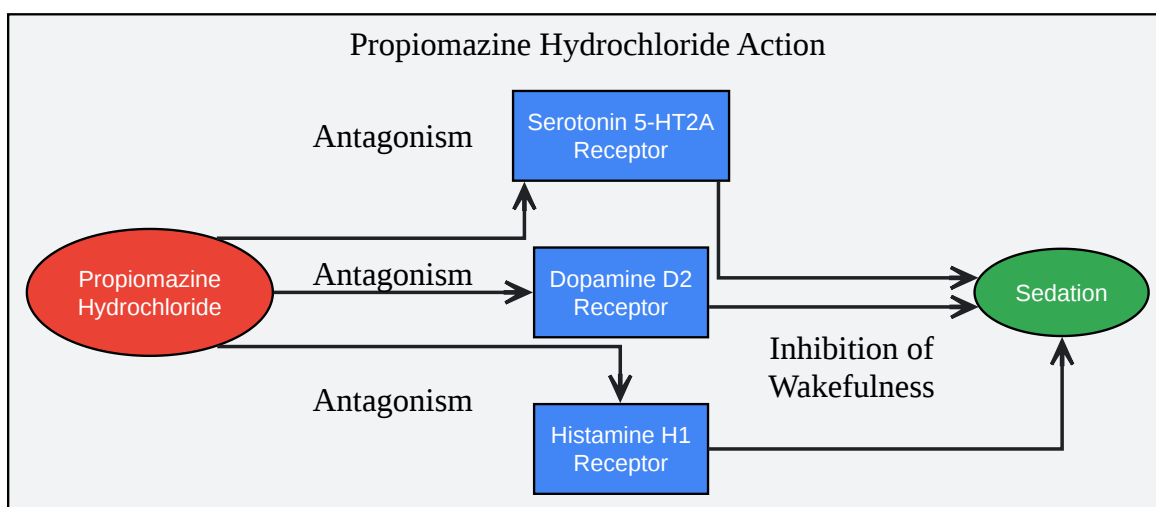 Propiomazine Hydrochloride Action
Antagonism
Serotonin 5-HT2A
Receptor
Propiomazine
Hydrochloride
Antagonism
Dopamine D2
Receptor
Sedation
Inhibition of
Wakefulness
Antagonism
Histamine H1
Receptor